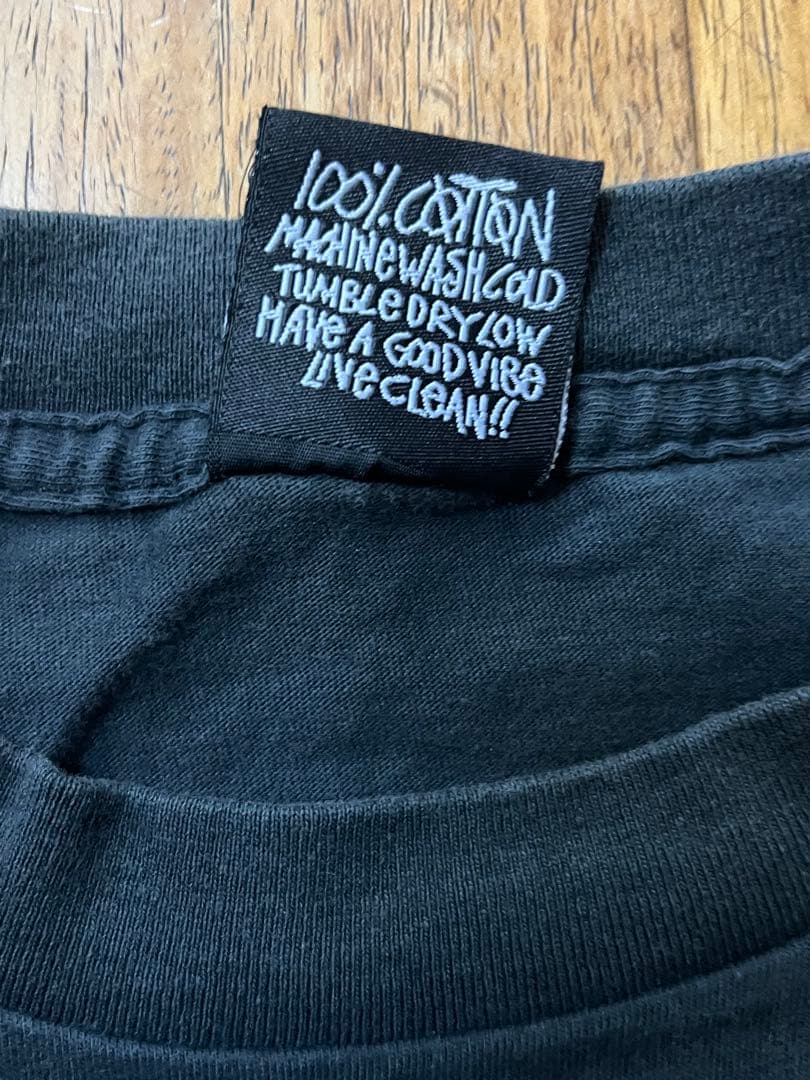 100% COTTON
MACHINE WASH COLD
TUMBLE DRY LOW
HAVE A GOOD VIBE
LIVE CLEAN!!